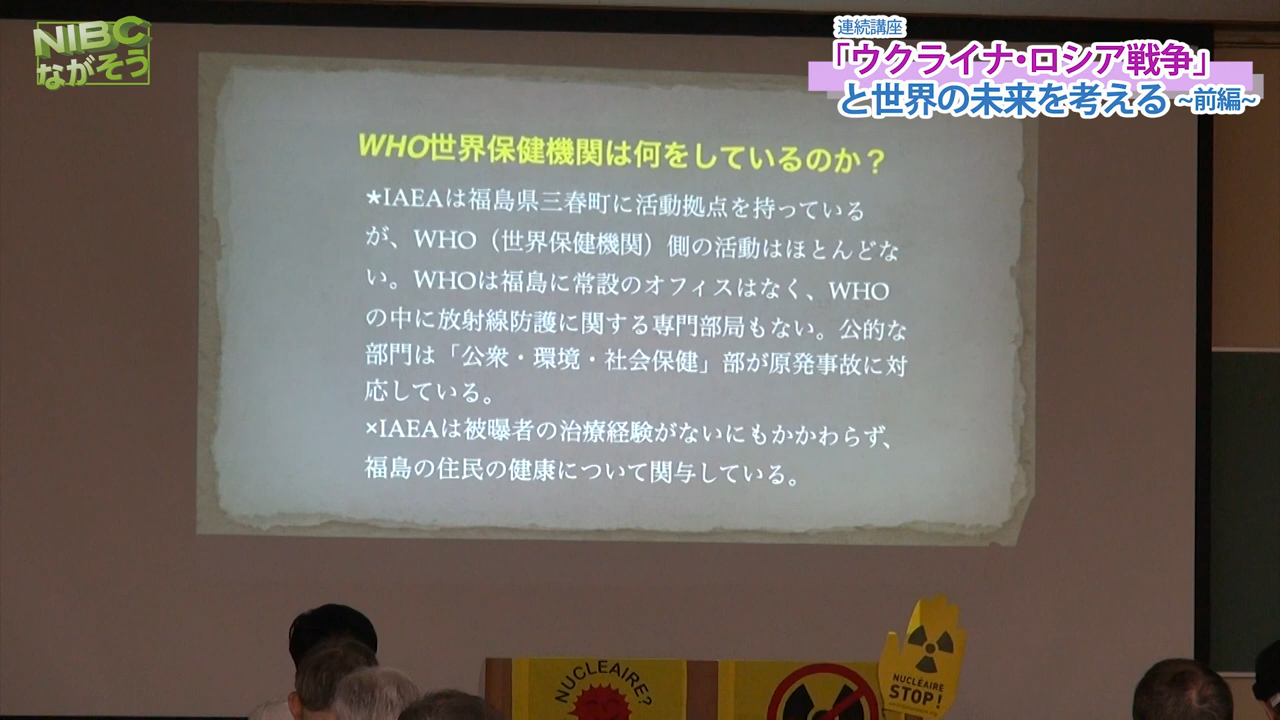 NIBC
ながそう
連続講座
「ウクライナ・ロシア戦争」
と世界の未来を考える ~前編~
WHO世界保健機関は何をしているのか？
★IAEAは福島県三春町に活動拠点を持っている
が、WHO（世界保健機関）側の活動はほとんどな
い。WHOは福島に常設のオフィスはなく、WHO
の中に放射線防護に関する専門部局もない。公的な
部門は「公衆・環境・社会保健」部が原発事故に対
応している。
×IAEAは被曝者の治療経験がないにもかかわらず、
福島の住民の健康について関与している。
NUCLÉAIRE?
NUCLÉAIRE
STOP!